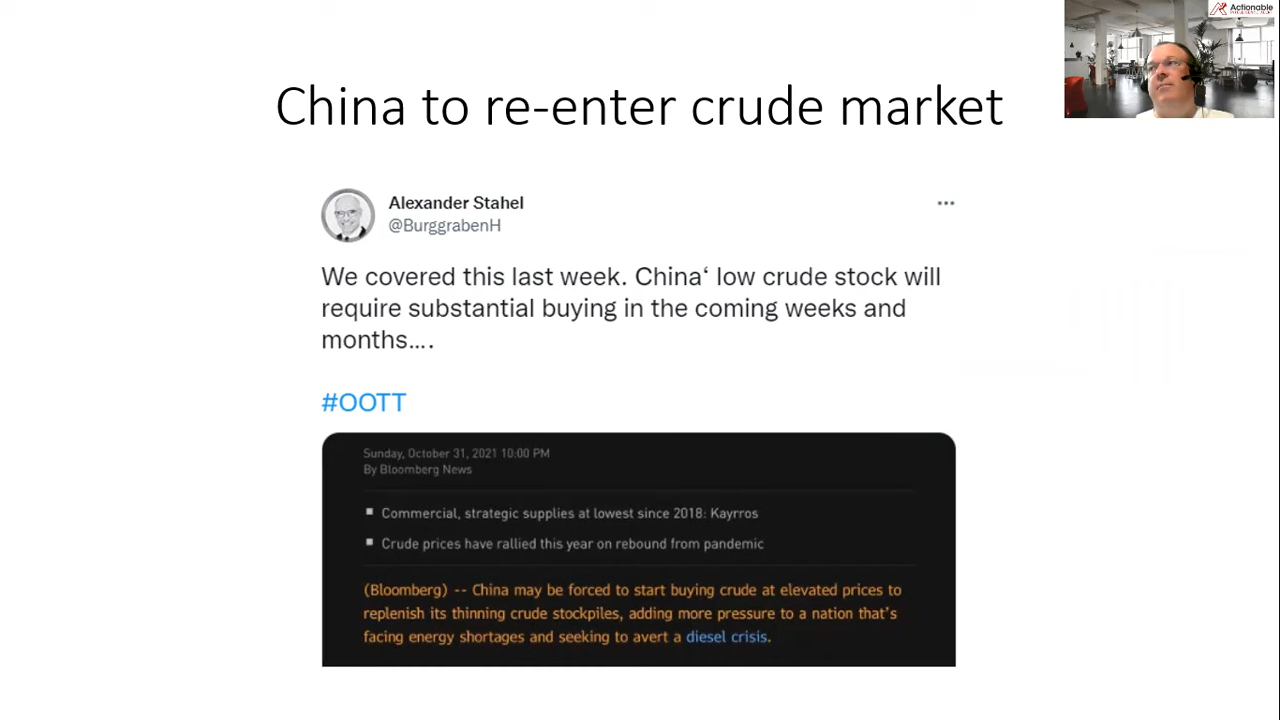 Actionable
China to re-enter crude market
Alexander Stahel
@BurggrabenH
We covered this last week. China‘ low crude stock will
require substantial buying in the coming weeks and
months….
#OOTT
Sunday, October 31, 2021 10:00 PM
By Bloomberg News
Commercial, strategic supplies at lowest since 2018: Kayrros
Crude prices have rallied this year on rebound from pandemic
(Bloomberg) -- China may be forced to start buying crude at elevated prices to
replenish its thinning crude stockpiles, adding more pressure to a nation that's
facing energy shortages and seeking to avert a diesel crisis.